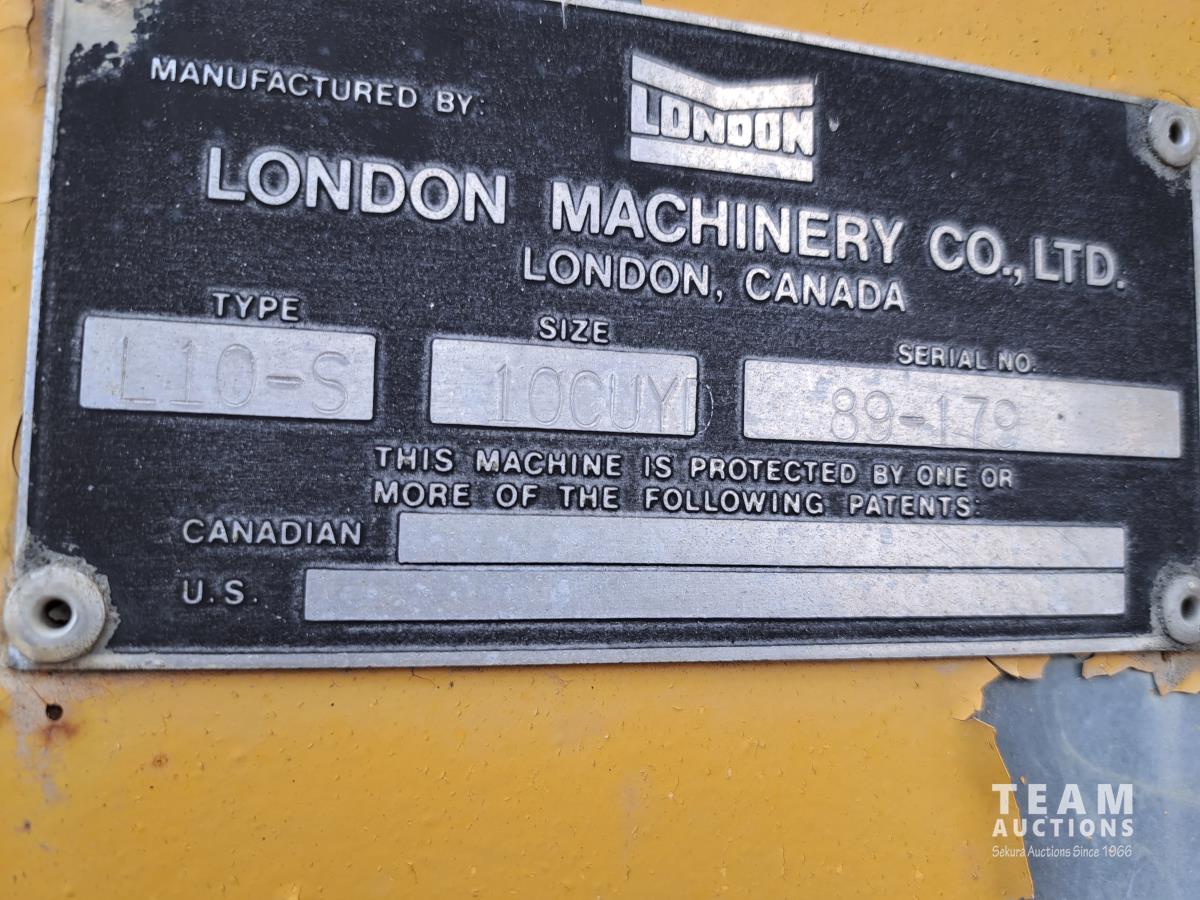 MANUFACTURED BY:
LONDON
LONDON MACHINERY CO., LTD.
LONDON, CANADA
TYPE
L10-S
SIZE
10CUYD
SERIAL NO.
89-179
THIS MACHINE IS PROTECTED BY ONE OR
MORE OF THE FOLLOWING PATENTS:
CANADIAN
U.S.
TEAM
AUCTIONS
Sekura Auctions Since 1966